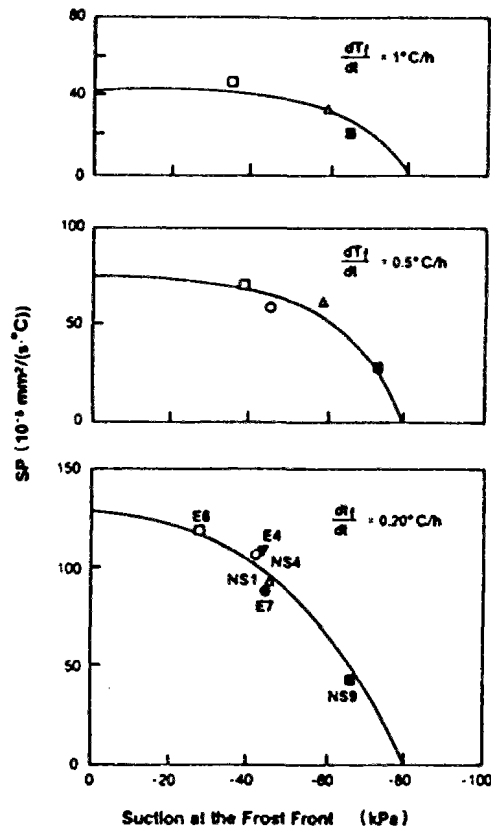 80
40
0
dTf/dt = 1°C/h
100
50
0
dTf/dt = 0.5°C/h
SP (10⁻⁵ mm²/(s·°C))
150
100
50
0
dtf/dt = 0.20°C/h
E6
E4
NS4
NS1
E7
NS9
0 -20 -40 -60 -80 -100
Suction at the Frost Front (kPa)